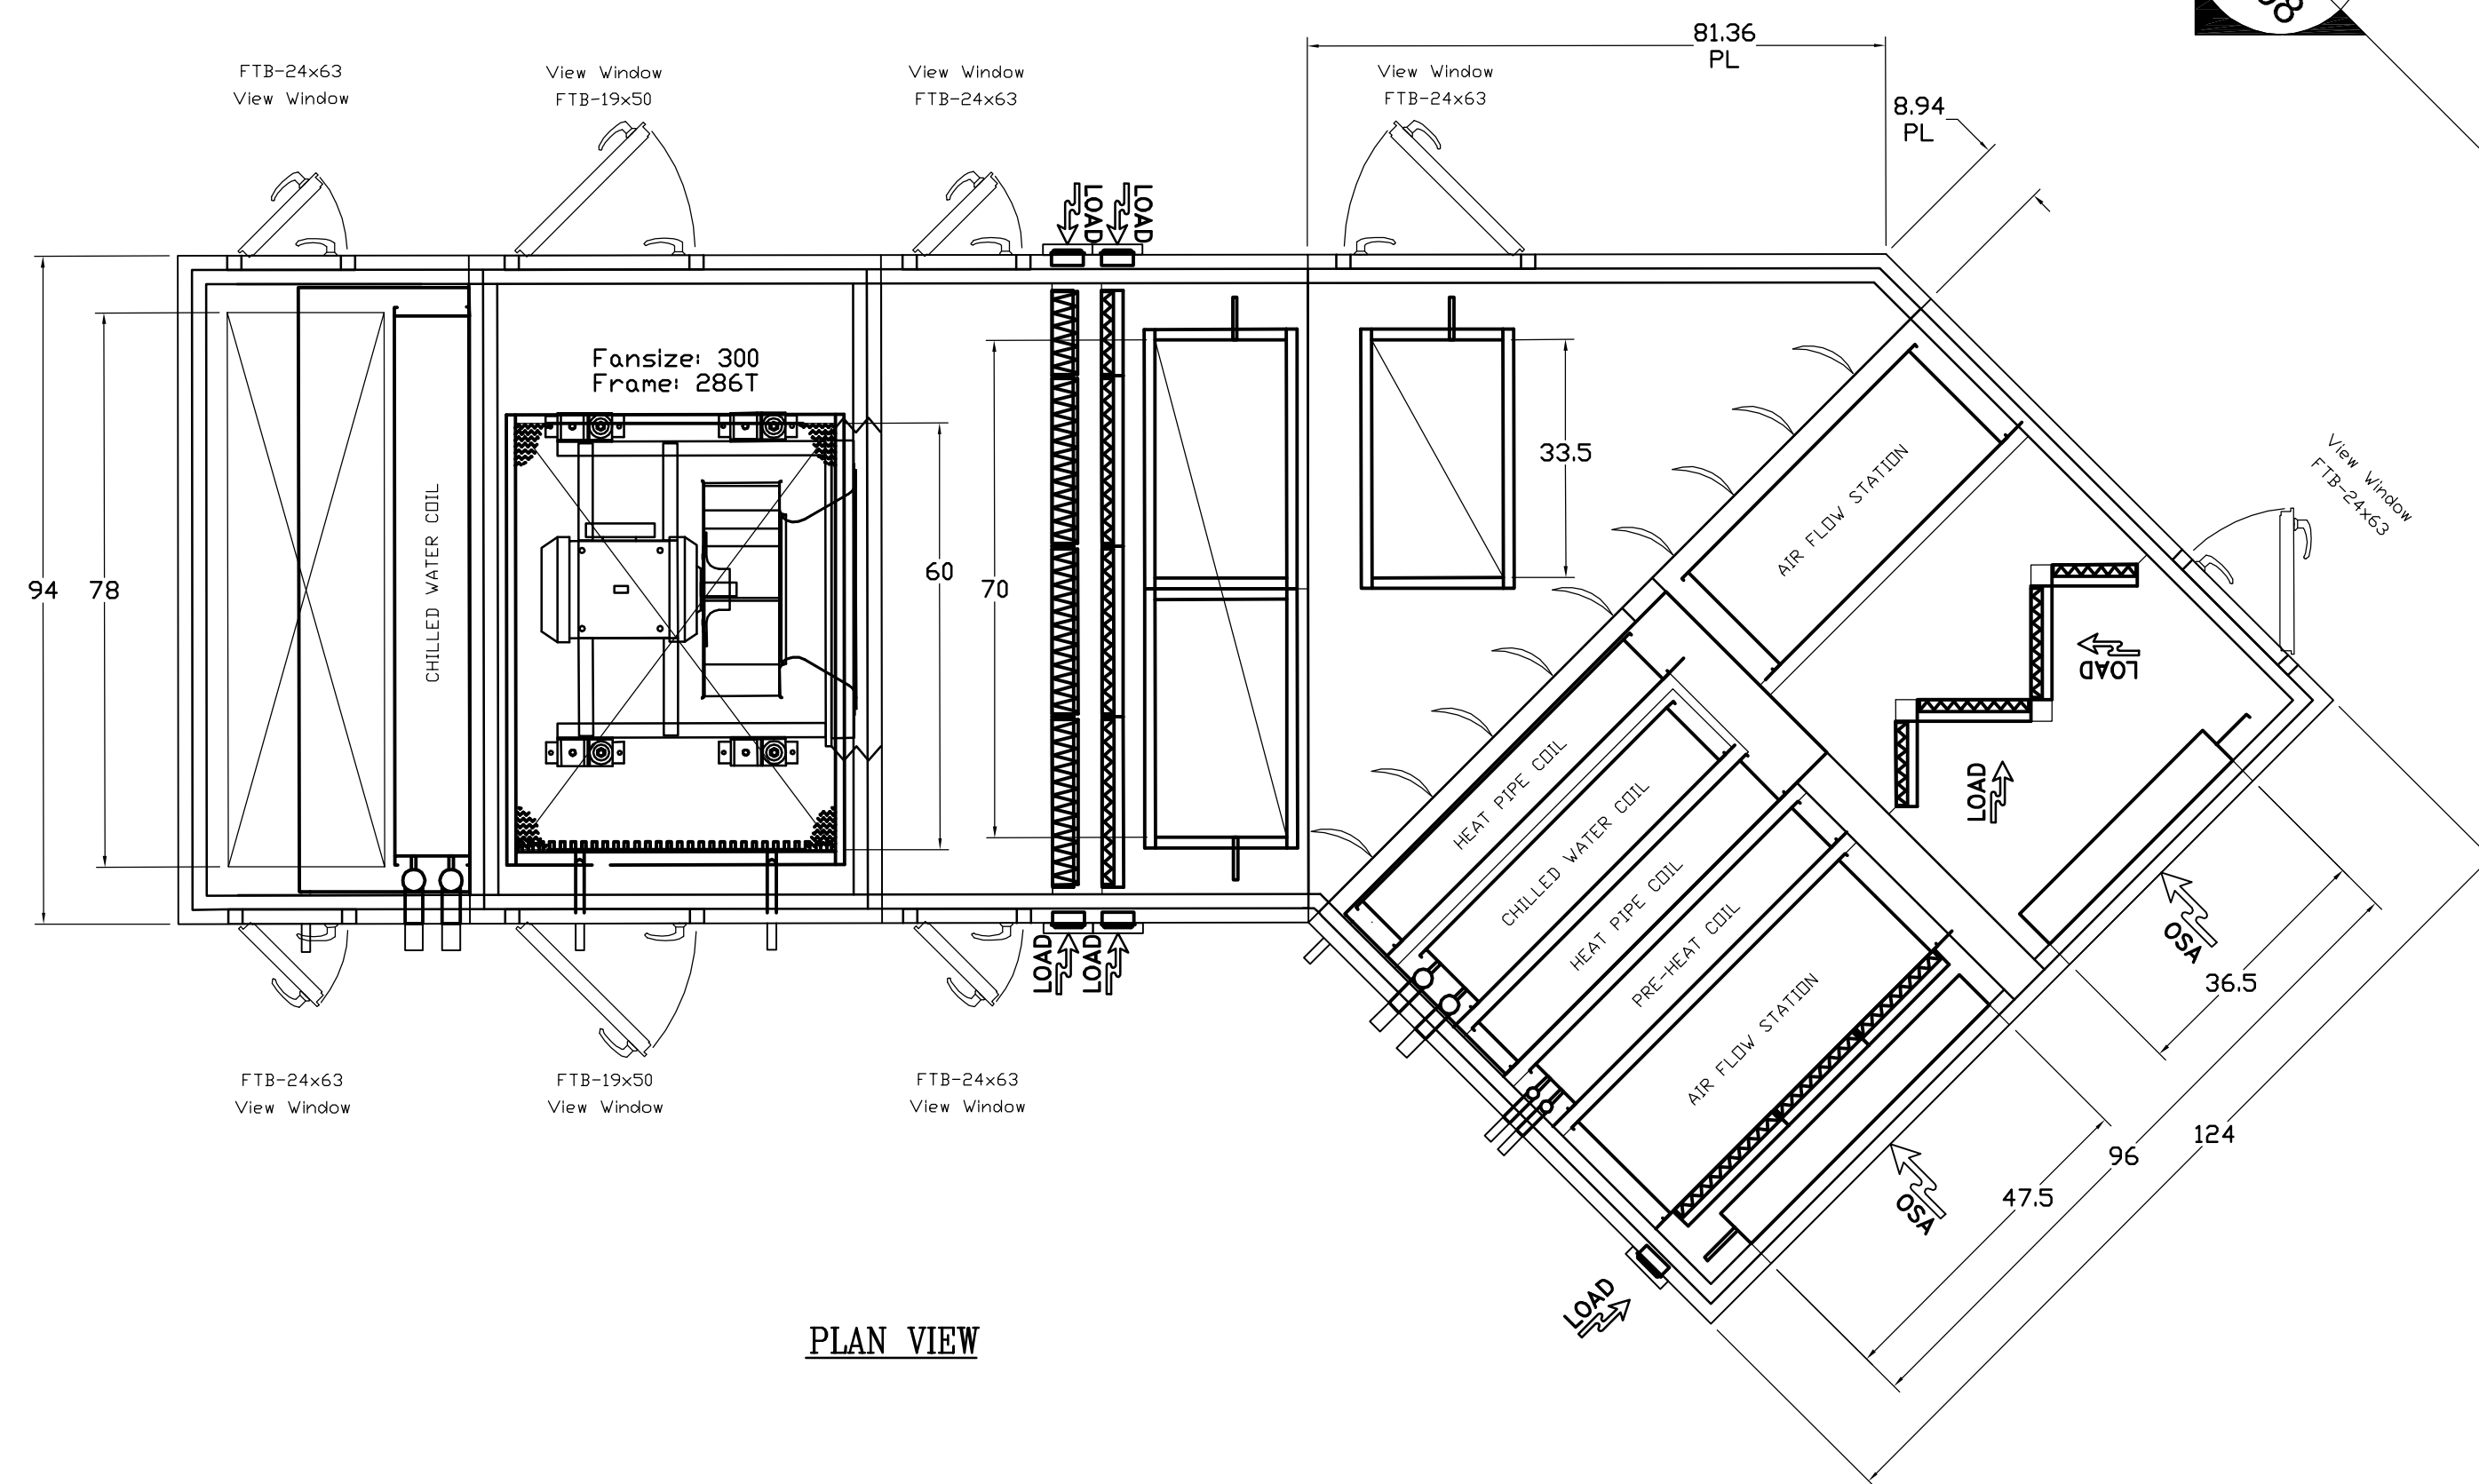 81.36
PL
8.94
PL
8
FTB-24x63
View Window
View Window
FTB-19x50
View Window
FTB-24x63
View Window
FTB-24x63
LOAD
LOAD
Fansize: 300
Frame: 286T
View Window
FTB-24x63
94
78
CHILLED WATER COIL
60
70
33.5
AIR FLOW STATION
LOAD
LOAD
HEAT PIPE COIL
CHILLED WATER COIL
HEAT PIPE COIL
PRE-HEAT COIL
AIR FLOW STATION
OSA
OSA
36.5
124
96
47.5
LOAD
LOAD
LOAD
FTB-24x63
View Window
FTB-19x50
View Window
FTB-24x63
View Window
PLAN VIEW